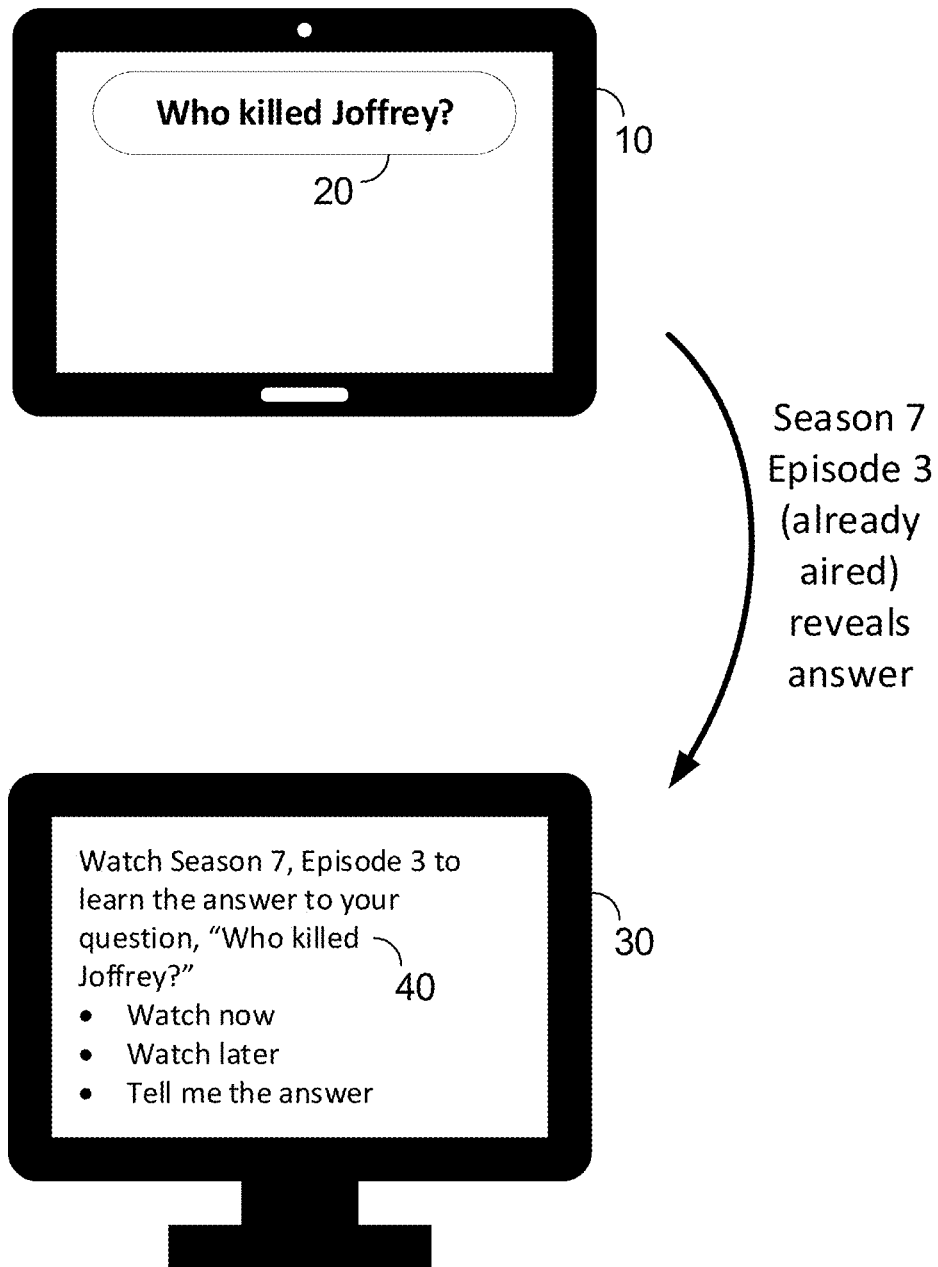 Who killed Joffrey?
10
20
Season 7
Episode 3
(already
aired)
reveals
answer
Watch Season 7, Episode 3 to
learn the answer to your
question, “Who killed
Joffrey?”
40
30
• Watch now
• Watch later
• Tell me the answer